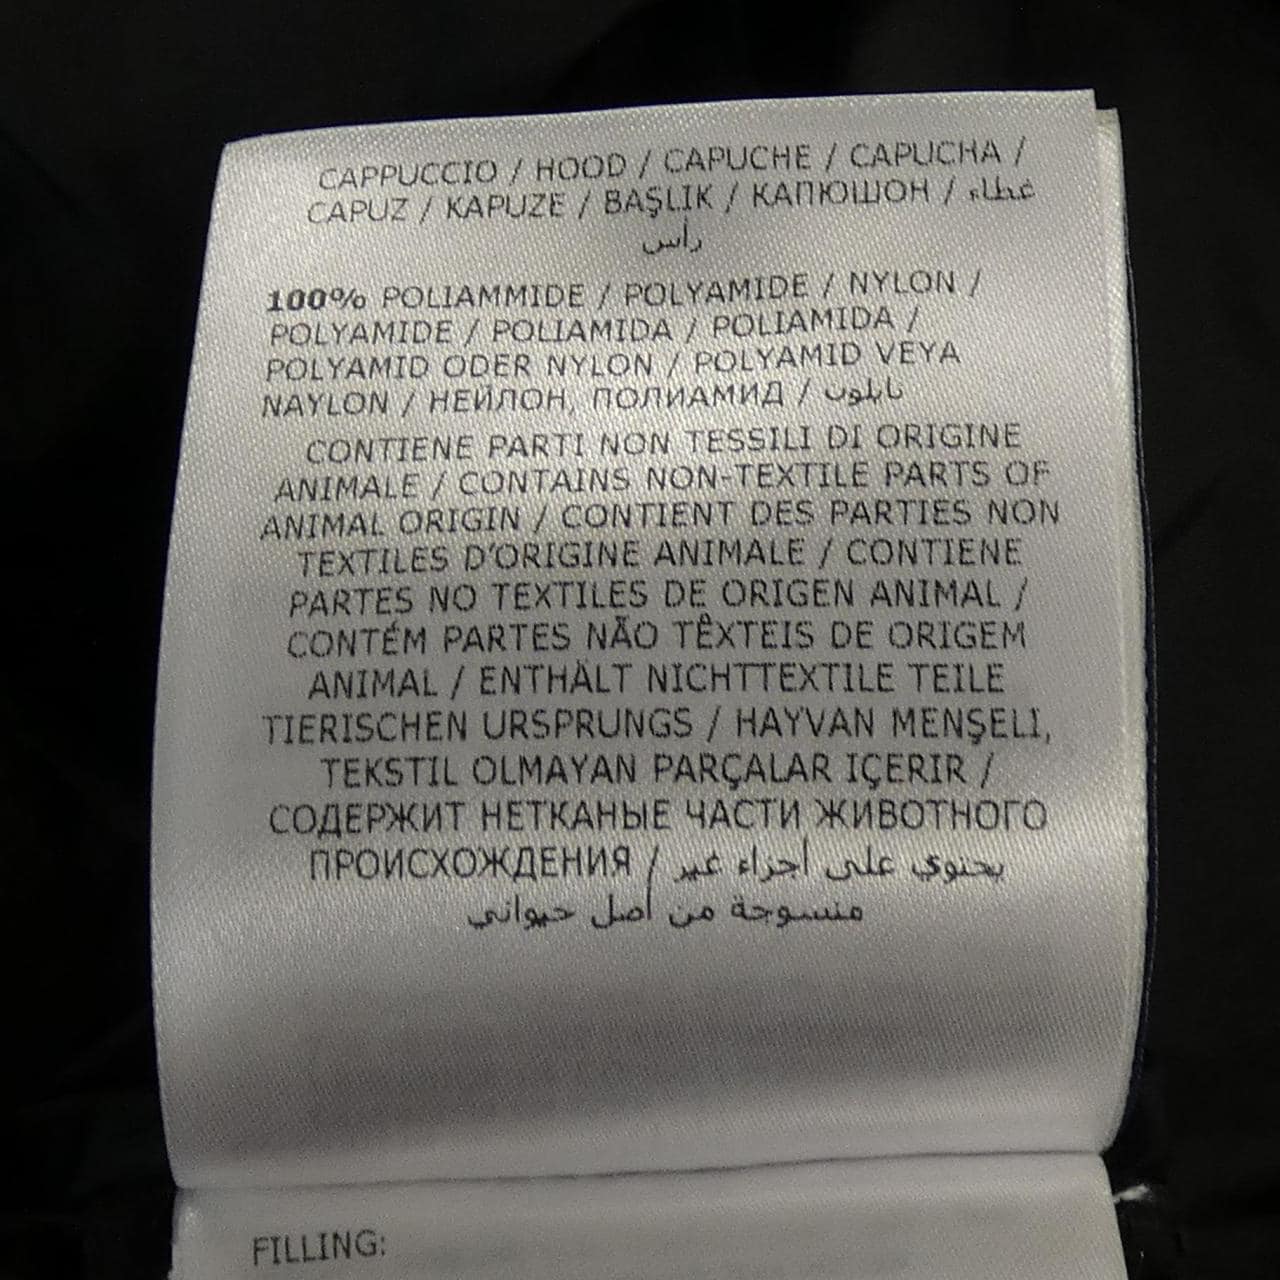 CAPPUCCIO / HOOD / CAPUCHE / CAPUCHA /
CAPUZ / KAPUZE / BAŞLIK / КАПЮШОН / غطاء
رأس
100% POLIAMMIDE / POLYAMIDE / NYLON /
POLYAMIDE / POLIAMIDA / POLIAMIDA /
POLYAMID ODER NYLON / POLYAMID VEYA
NAYLON / НЕЙЛОН, ПОЛИАМИД / نايلون
CONTIENE PARTI NON TESSILI DI ORIGINE
ANIMALE / CONTAINS NON-TEXTILE PARTS OF
ANIMAL ORIGIN / CONTIENT DES PARTIES NON
TEXTILES D'ORIGINE ANIMALE / CONTIENE
PARTES NO TEXTILES DE ORIGEN ANIMAL /
CONTÉM PARTES NÃO TÊXTEIS DE ORIGEM
ANIMAL / ENTHÄLT NICHTTEXTILE TEILE
TIERISCHEN URSPRUNGS / HAYVAN MENŞELI,
TEKSTIL OLMAYAN PARÇALAR IÇERIR /
СОДЕРЖИТ НЕТКАНЫЕ ЧАСТИ ЖИВОТНОГО
ПРОИСХОЖДЕНИЯ / يحتوي على أجزاء غير
منسوجة من أصل حيواني
FILLING: